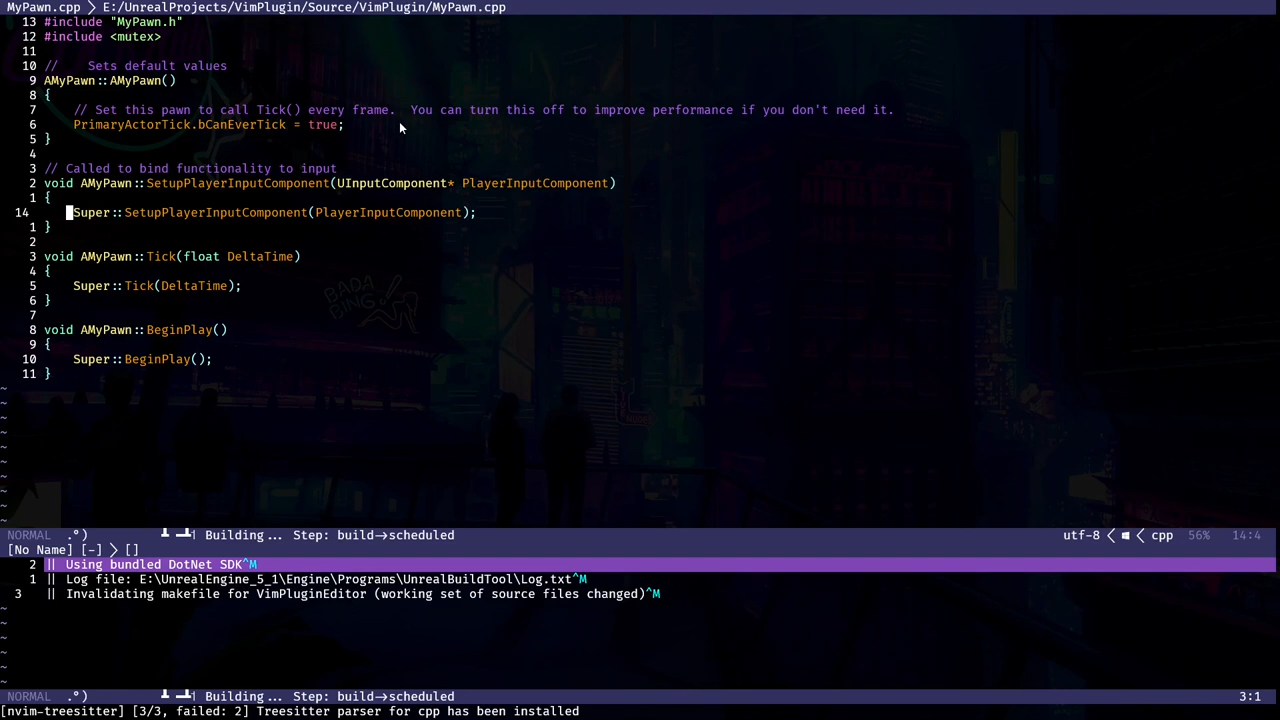 MyPawn.cpp > E:/UnrealProjects/VimPlugin/Source/VimPlugin/MyPawn.cpp
13 #include "MyPawn.h"
12 #include <mutex>
11
10 //    Sets default values
9 AMyPawn::AMyPawn()
8 {
7     // Set this pawn to call Tick() every frame.  You can turn this off to improve performance if you don't need it.
6     PrimaryActorTick.bCanEverTick = true;
5 }
4
3 // Called to bind functionality to input
2 void AMyPawn::SetupPlayerInputComponent(UInputComponent* PlayerInputComponent)
1 {
14     Super::SetupPlayerInputComponent(PlayerInputComponent);
1 }
2
3 void AMyPawn::Tick(float DeltaTime)
4 {
5     Super::Tick(DeltaTime);
6 }
7
8 void AMyPawn::BeginPlay()
9 {
10     Super::BeginPlay();
11 }
~
~
~
~
~
~
~
~
~
~
BADA
BING
NORMAL .°) Building... Step: build->scheduled utf-8 < < cpp 56% 14:4
[No Name] [-] > []
2 || Using bundled DotNet SDK^M
1 || Log file: E:\UnrealEngine_5_1\Engine\Programs\UnrealBuildTool\Log.txt^M
3 || Invalidating makefile for VimPluginEditor (working set of source files changed)^M
~
~
~
~
~
~
NORMAL .°) Building... Step: build->scheduled 3:1
[nvim-treesitter] [3/3, failed: 2] Treesitter parser for cpp has been installed